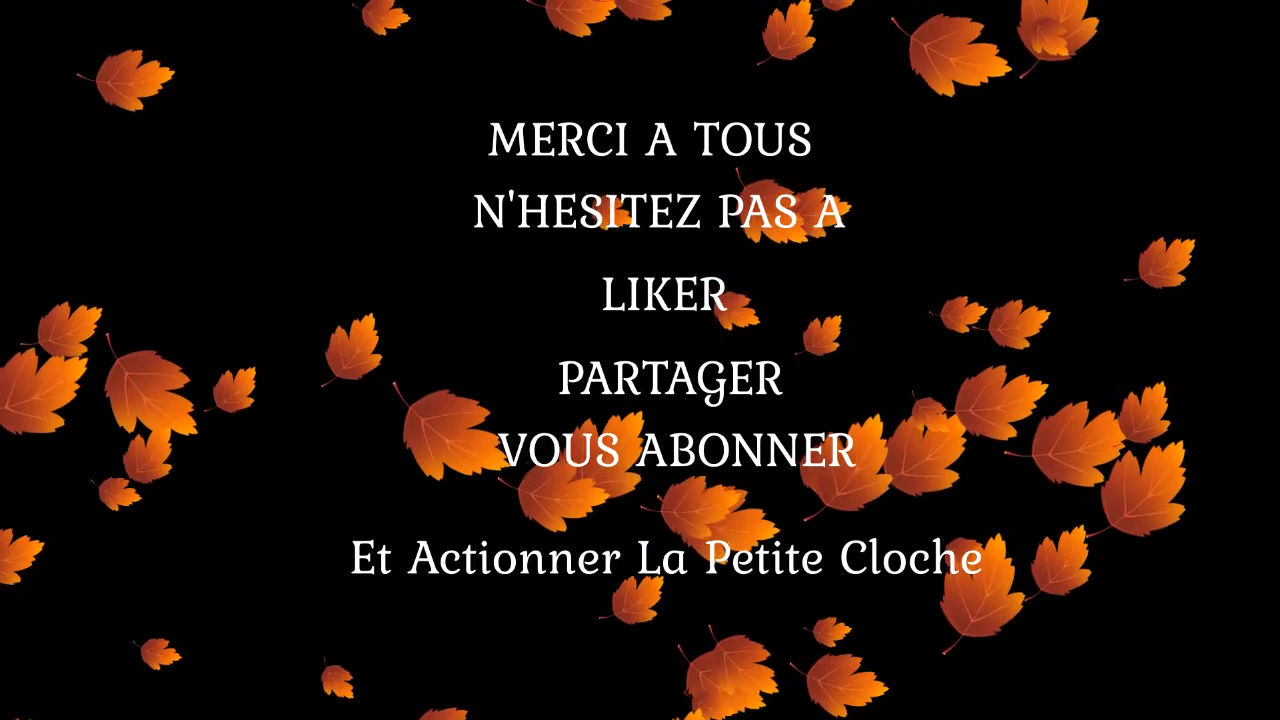 MERCI A TOUS
N'HESITEZ PAS A
LIKER
PARTAGER
VOUS ABONNER
Et Actionner La Petite Cloche